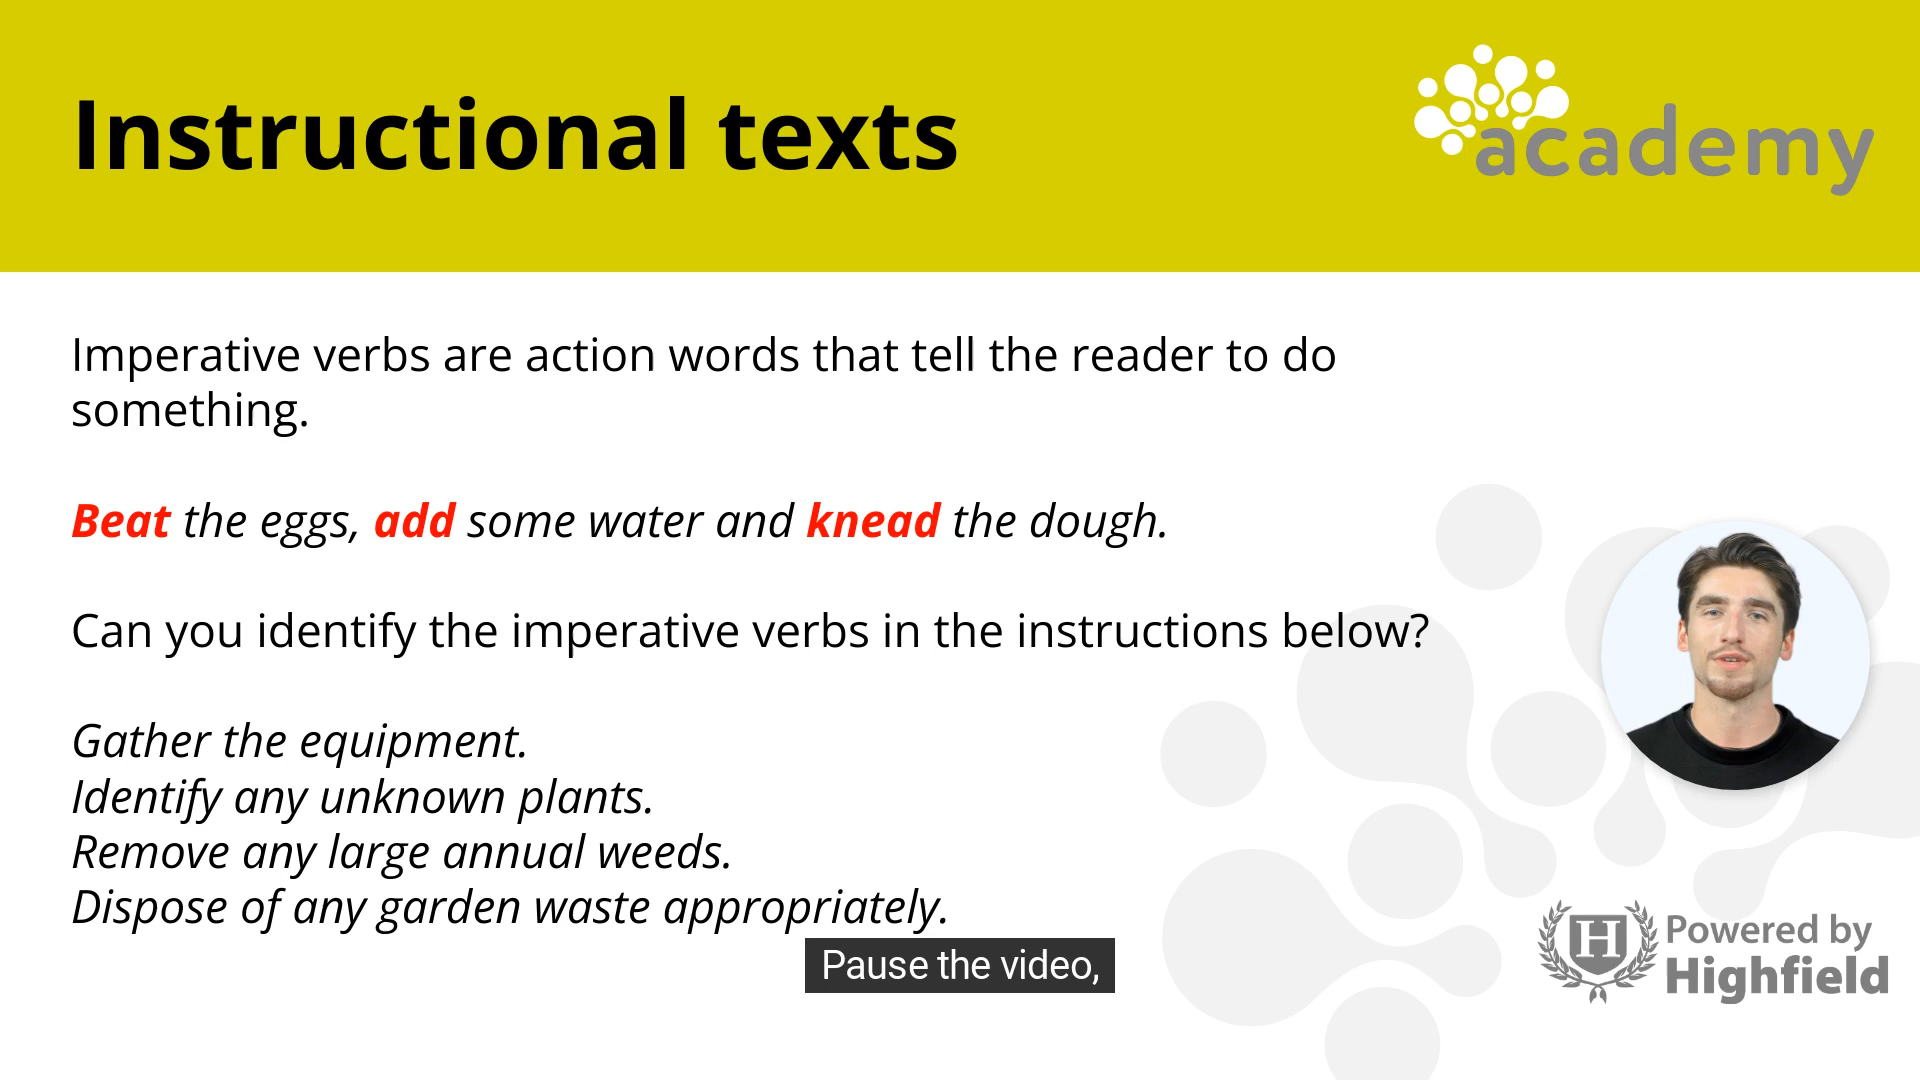 Instructional texts
academy
Imperative verbs are action words that tell the reader to do
something.
Beat the eggs, add some water and knead the dough.
Can you identify the imperative verbs in the instructions below?
Gather the equipment.
Identify any unknown plants.
Remove any large annual weeds.
Dispose of any garden waste appropriately.
Pause the video,
H
Powered by
Highfield